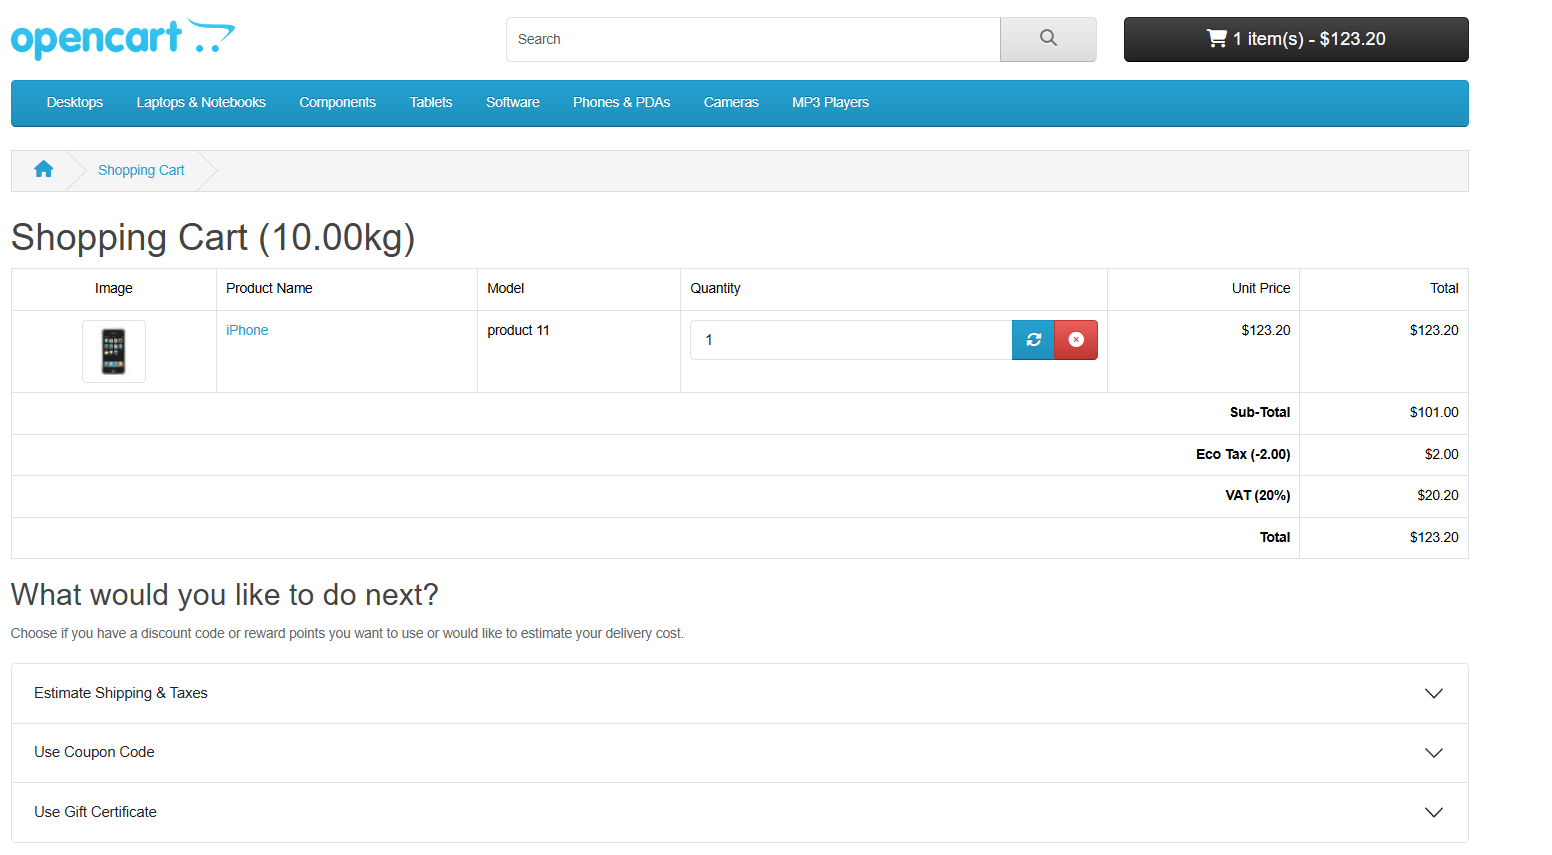 opencart
Search
1 item(s) - $123.20
Desktops Laptops & Notebooks Components Tablets Software Phones & PDAs Cameras MP3 Players
Shopping Cart
Shopping Cart (10.00kg)
Image Product Name Model Quantity Unit Price Total
iPhone product 11 1 $123.20 $123.20
Sub-Total $101.00
Eco Tax (-2.00) $2.00
VAT (20%) $20.20
Total $123.20
What would you like to do next?
Choose if you have a discount code or reward points you want to use or would like to estimate your delivery cost.
Estimate Shipping & Taxes
Use Coupon Code
Use Gift Certificate